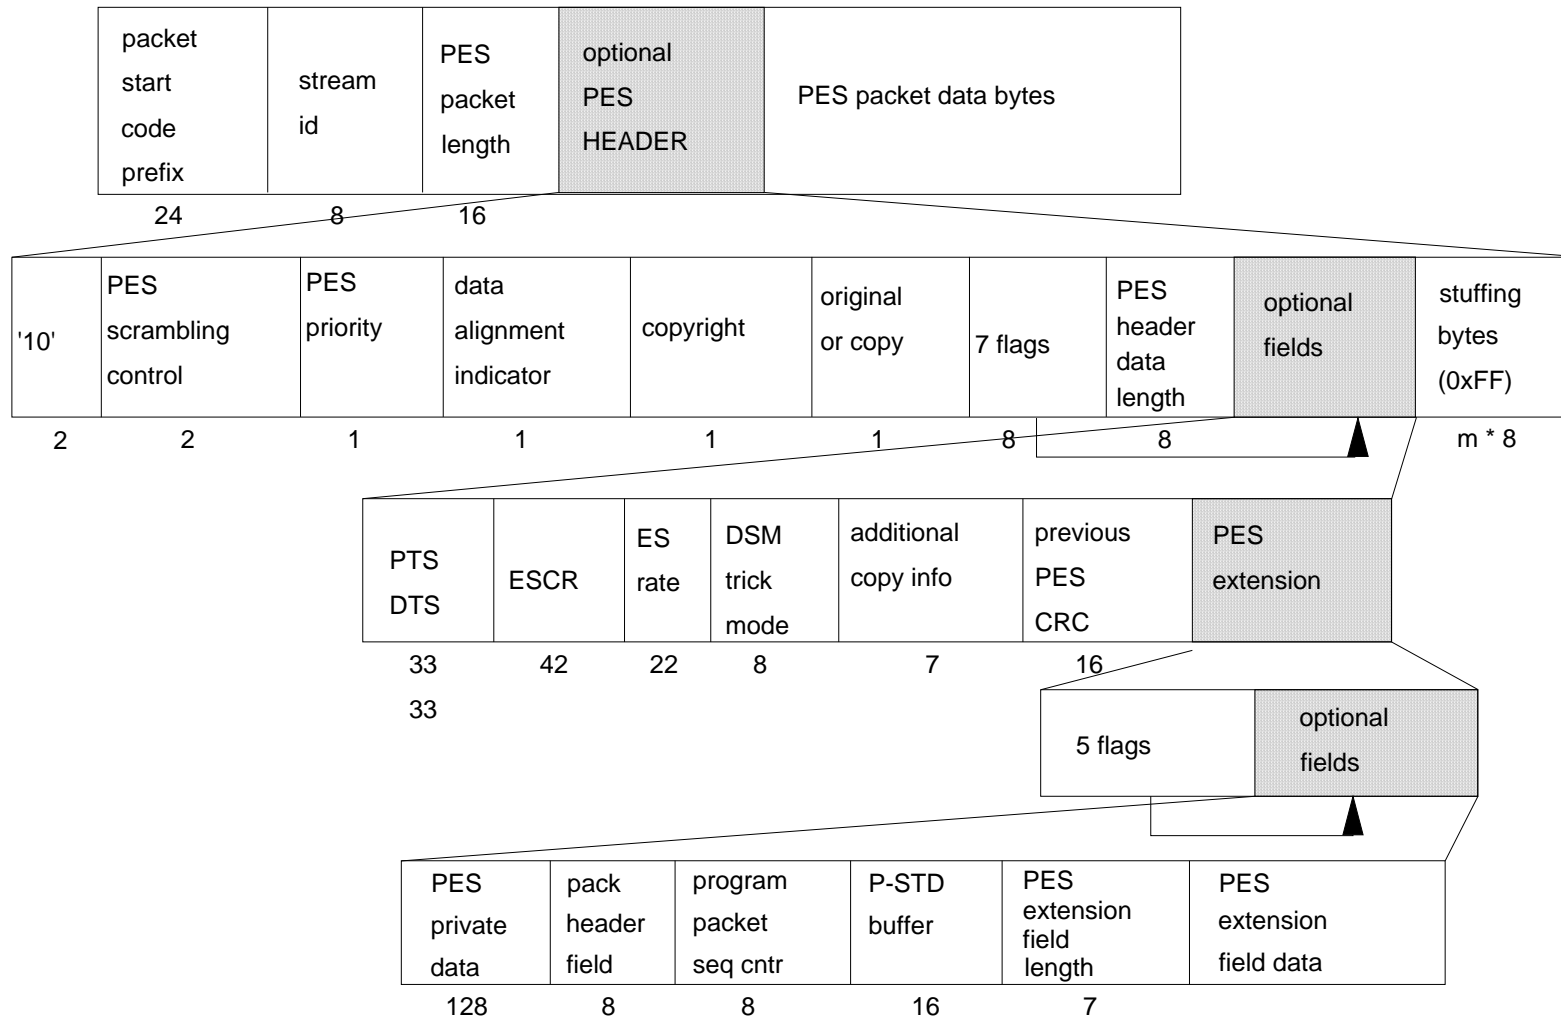 packet
start
code
prefix
stream
id
PES
packet
length
optional
PES
HEADER
PES packet data bytes
24
8
16
'10'
PES
scrambling
control
PES
priority
data
alignment
indicator
copyright
original
or copy
7 flags
PES
header
data
length
optional
fields
stuffing
bytes
(0xFF)
2
2
1
1
1
1
8
8
m * 8
PTS
DTS
ESCR
ES
rate
DSM
trick
mode
additional
copy info
previous
PES
CRC
PES
extension
33
33
42
22
8
7
16
5 flags
optional
fields
PES
private
data
pack
header
field
program
packet
seq cntr
P-STD
buffer
PES
extension
field
length
PES
extension
field data
128
8
8
16
7